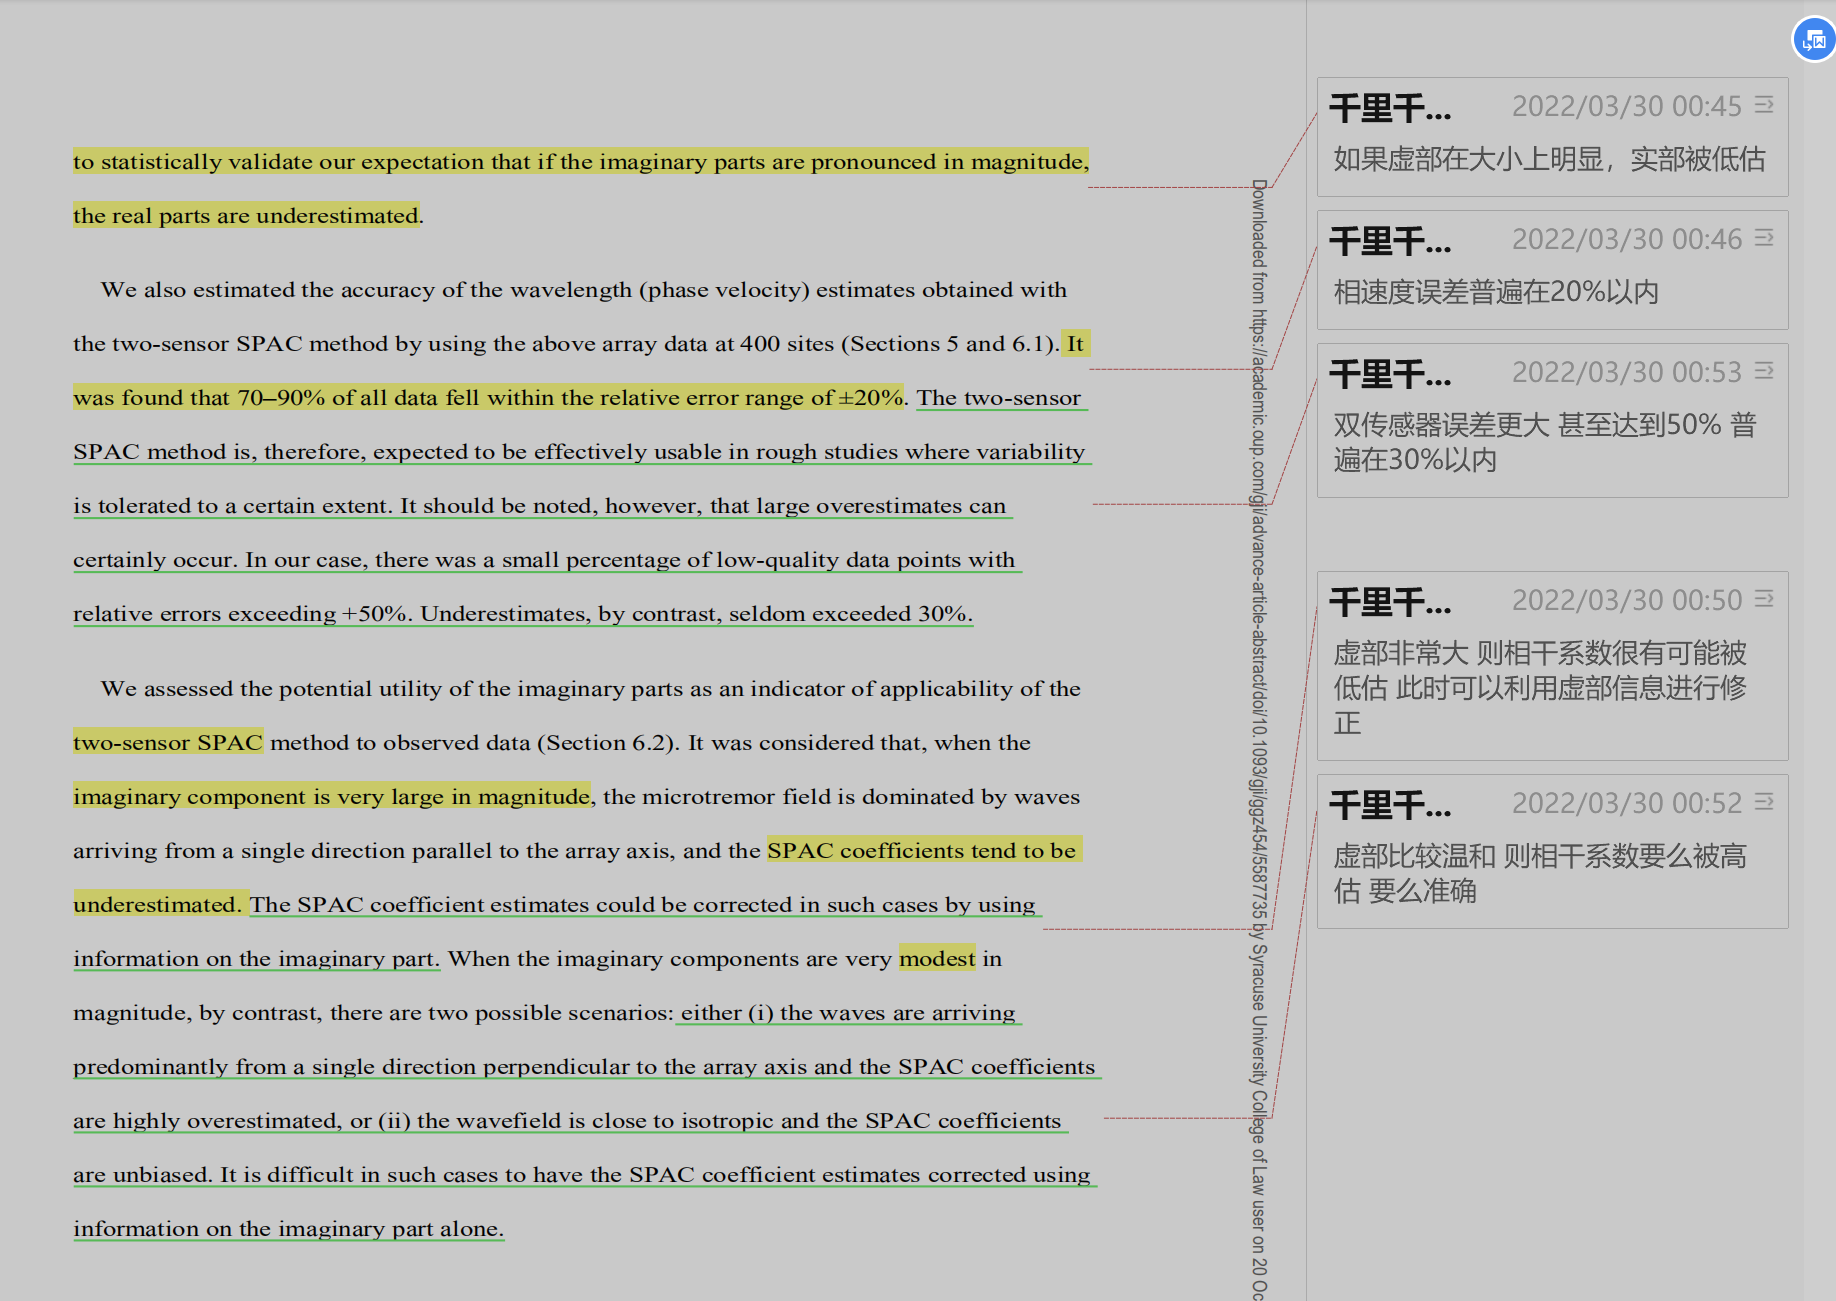 to statistically validate our expectation that if the imaginary parts are pronounced in magnitude,
the real parts are underestimated.
We also estimated the accuracy of the wavelength (phase velocity) estimates obtained with
the two-sensor SPAC method by using the above array data at 400 sites (Sections 5 and 6.1). It
was found that 70–90% of all data fell within the relative error range of ±20%. The two-sensor
SPAC method is, therefore, expected to be effectively usable in rough studies where variability
is tolerated to a certain extent. It should be noted, however, that large overestimates can
certainly occur. In our case, there was a small percentage of low-quality data points with
relative errors exceeding +50%. Underestimates, by contrast, seldom exceeded 30%.
We assessed the potential utility of the imaginary parts as an indicator of applicability of the
two-sensor SPAC method to observed data (Section 6.2). It was considered that, when the
imaginary component is very large in magnitude, the microtremor field is dominated by waves
arriving from a single direction parallel to the array axis, and the SPAC coefficients tend to be
underestimated. The SPAC coefficient estimates could be corrected in such cases by using
information on the imaginary part. When the imaginary components are very modest in
magnitude, by contrast, there are two possible scenarios: either (i) the waves are arriving
predominantly from a single direction perpendicular to the array axis and the SPAC coefficients
are highly overestimated, or (ii) the wavefield is close to isotropic and the SPAC coefficients
are unbiased. It is difficult in such cases to have the SPAC coefficient estimates corrected using
information on the imaginary part alone.
Downloaded from https://academic.oup.com/gji/advance-article-abstract/doi/10.1093/gji/ggz454/5587735 by Syracuse University College of Law user on 20 Oc
千里千... 2022/03/30 00:45
如果虚部在大小上明显，实部被低估
千里千... 2022/03/30 00:46
相速度误差普遍在20%以内
千里千... 2022/03/30 00:53
双传感器误差更大 甚至达到50% 普
遍在30%以内
千里千... 2022/03/30 00:50
虚部非常大 则相干系数很有可能被
低估 此时可以利用虚部信息进行修
正
千里千... 2022/03/30 00:52
虚部比较温和 则相干系数要么被高
估 要么准确